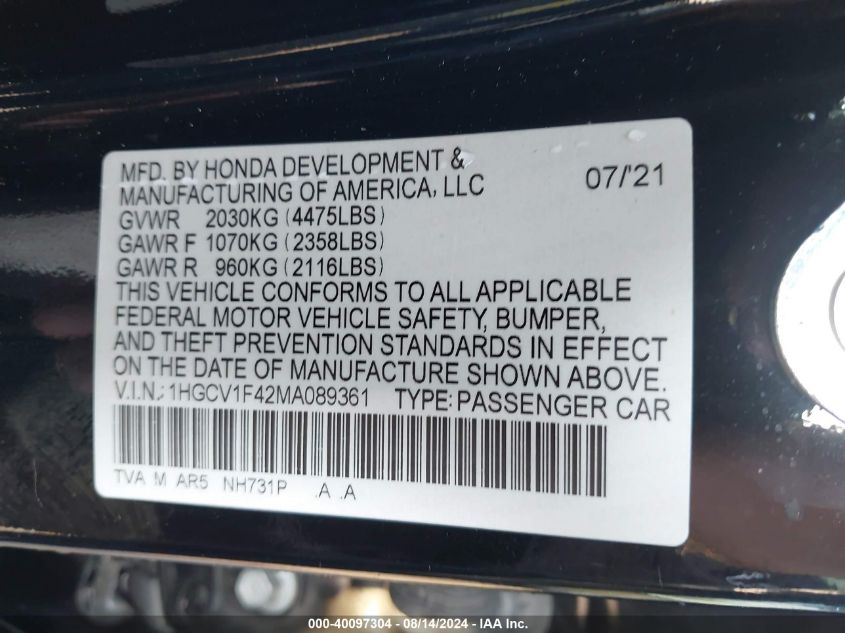 MFD. BY HONDA DEVELOPMENT &
MANUFACTURING OF AMERICA, LLC 07/'21
GVWR 2030KG (4475LBS)
GAWR F 1070KG (2358LBS)
GAWR R 960KG (2116LBS)
THIS VEHICLE CONFORMS TO ALL APPLICABLE
FEDERAL MOTOR VEHICLE SAFETY, BUMPER,
AND THEFT PREVENTION STANDARDS IN EFFECT
ON THE DATE OF MANUFACTURE SHOWN ABOVE.
V.I.N.: 1HGCV1F42MA089361 TYPE: PASSENGER CAR
TVA M AR5 NH731P .A .A
000-40097304 - 08/14/2024 - IAA Inc.